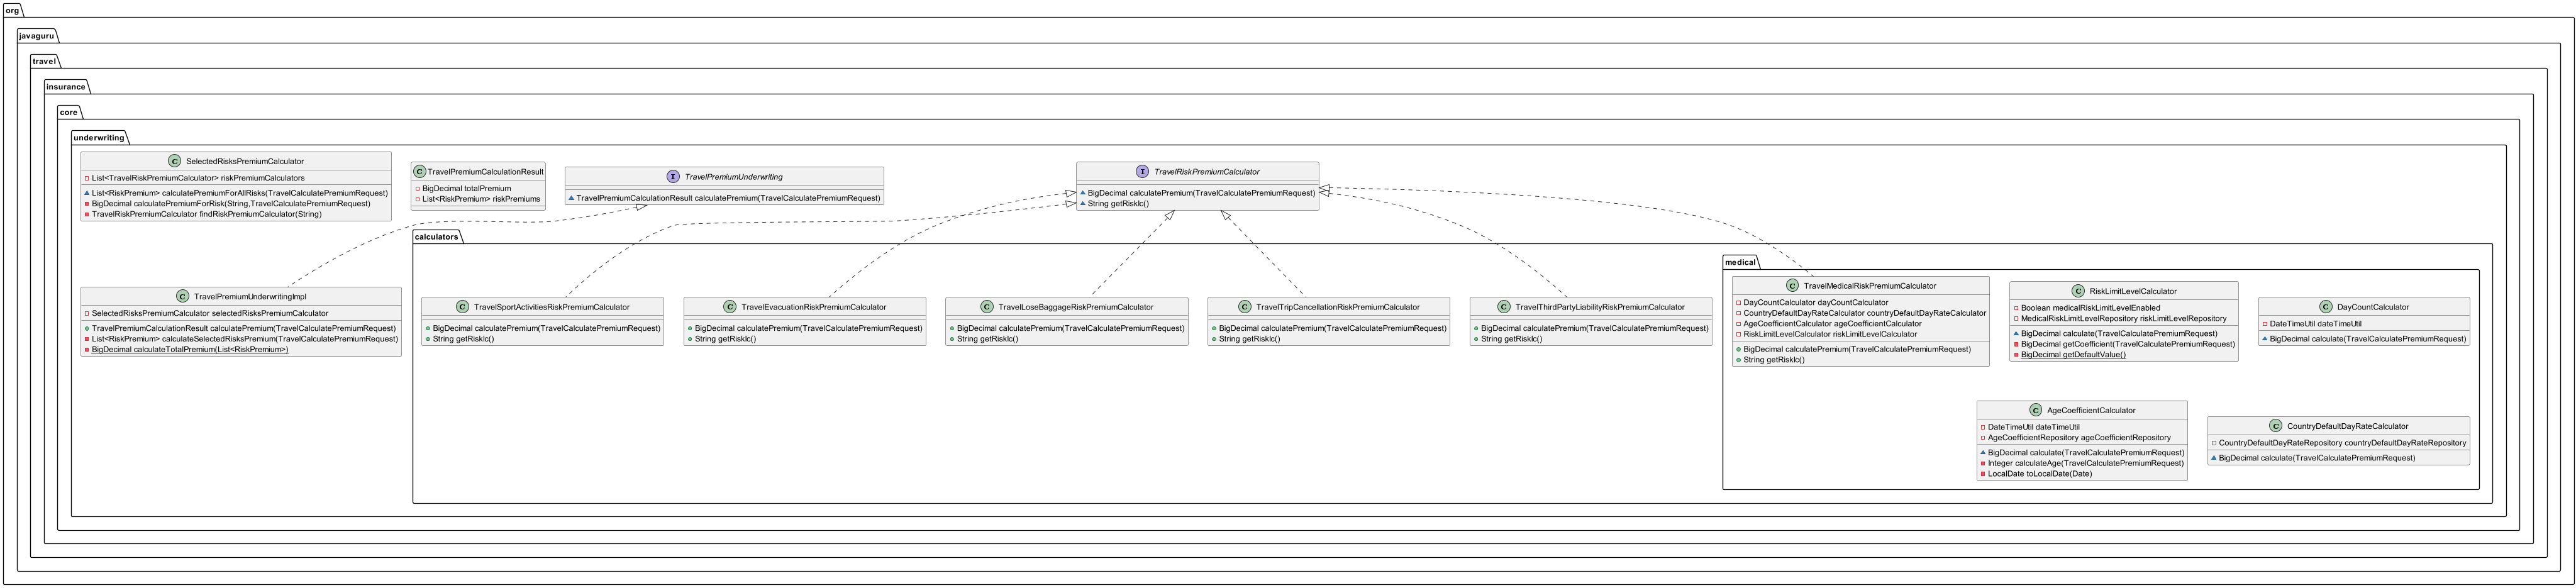 org
javaguru
travel
insurance
core
underwriting
C SelectedRisksPremiumCalculator
List<TravelRiskPremiumCalculator> riskPremiumCalculators
List<RiskPremium> calculatePremiumForAllRisks(TravelCalculatePremiumRequest)
BigDecimal calculatePremiumForRisk(String,TravelCalculatePremiumRequest)
TravelRiskPremiumCalculator findRiskPremiumCalculator(String)
C TravelPremiumCalculationResult
BigDecimal totalPremium
List<RiskPremium> riskPremiums
I TravelPremiumUnderwriting
TravelPremiumCalculationResult calculatePremium(TravelCalculatePremiumRequest)
I TravelRiskPremiumCalculator
BigDecimal calculatePremium(TravelCalculatePremiumRequest)
String getRiskIc()
C TravelPremiumUnderwritingImpl
SelectedRisksPremiumCalculator selectedRisksPremiumCalculator
TravelPremiumCalculationResult calculatePremium(TravelCalculatePremiumRequest)
List<RiskPremium> calculateSelectedRisksPremium(TravelCalculatePremiumRequest)
BigDecimal calculateTotalPremium(List<RiskPremium>)
calculators
C TravelSportActivitiesRiskPremiumCalculator
BigDecimal calculatePremium(TravelCalculatePremiumRequest)
String getRiskIc()
C TravelEvacuationRiskPremiumCalculator
BigDecimal calculatePremium(TravelCalculatePremiumRequest)
String getRiskIc()
C TravelLoseBaggageRiskPremiumCalculator
BigDecimal calculatePremium(TravelCalculatePremiumRequest)
String getRiskIc()
C TravelTripCancellationRiskPremiumCalculator
BigDecimal calculatePremium(TravelCalculatePremiumRequest)
String getRiskIc()
C TravelThirdPartyLiabilityRiskPremiumCalculator
BigDecimal calculatePremium(TravelCalculatePremiumRequest)
String getRiskIc()
medical
C TravelMedicalRiskPremiumCalculator
DayCountCalculator dayCountCalculator
CountryDefaultDayRateCalculator countryDefaultDayRateCalculator
AgeCoefficientCalculator ageCoefficientCalculator
RiskLimitLevelCalculator riskLimitLevelCalculator
BigDecimal calculatePremium(TravelCalculatePremiumRequest)
String getRiskIc()
C RiskLimitLevelCalculator
Boolean medicalRiskLimitLevelEnabled
MedicalRiskLimitLevelRepository riskLimitLevelRepository
BigDecimal calculate(TravelCalculatePremiumRequest)
BigDecimal getCoefficient(TravelCalculatePremiumRequest)
BigDecimal getDefaultValue()
C DayCountCalculator
DateTimeUtil dateTimeUtil
BigDecimal calculate(TravelCalculatePremiumRequest)
C AgeCoefficientCalculator
DateTimeUtil dateTimeUtil
AgeCoefficientRepository ageCoefficientRepository
BigDecimal calculate(TravelCalculatePremiumRequest)
Integer calculateAge(TravelCalculatePremiumRequest)
LocalDate toLocalDate(Date)
C CountryDefaultDayRateCalculator
CountryDefaultDayRateRepository countryDefaultDayRateRepository
BigDecimal calculate(TravelCalculatePremiumRequest)